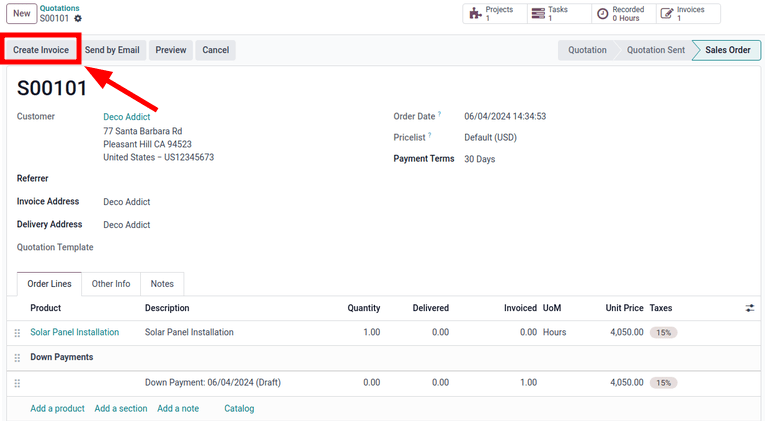 New
Quotations
S00101
Projects
1
Tasks
1
Recorded
0 Hours
Invoices
1
Create Invoice Send by Email Preview Cancel
Quotation Quotation Sent Sales Order
S00101
Customer Deco Addict
77 Santa Barbara Rd
Pleasant Hill CA 94523
United States – US12345673
Referrer
Invoice Address Deco Addict
Delivery Address Deco Addict
Quotation Template
Order Date ? 06/04/2024 14:34:53
Pricelist ? Default (USD)
Payment Terms 30 Days
Order Lines Other Info Notes
Product Description Quantity Delivered Invoiced UoM Unit Price Taxes
Solar Panel Installation Solar Panel Installation 1.00 0.00 0.00 Hours 4,050.00 15%
Down Payments
Down Payment: 06/04/2024 (Draft) 0.00 0.00 1.00 4,050.00 15%
Add a product Add a section Add a note Catalog